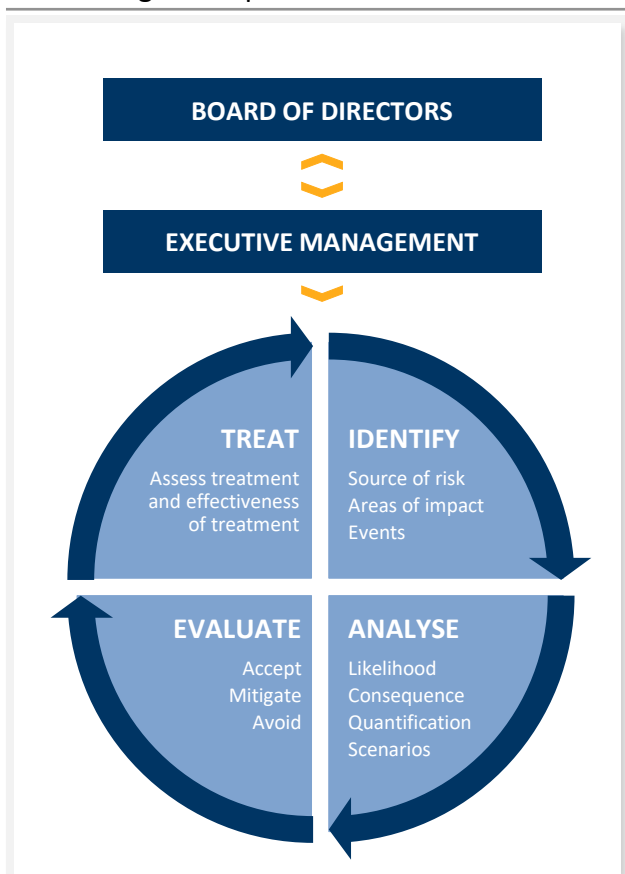 BOARD OF DIRECTORS
EXECUTIVE MANAGEMENT
TREAT
Assess treatment
and effectiveness
of treatment
IDENTIFY
Source of risk
Areas of impact
Events
EVALUATE
Accept
Mitigate
Avoid
ANALYSE
Likelihood
Consequence
Quantification
Scenarios